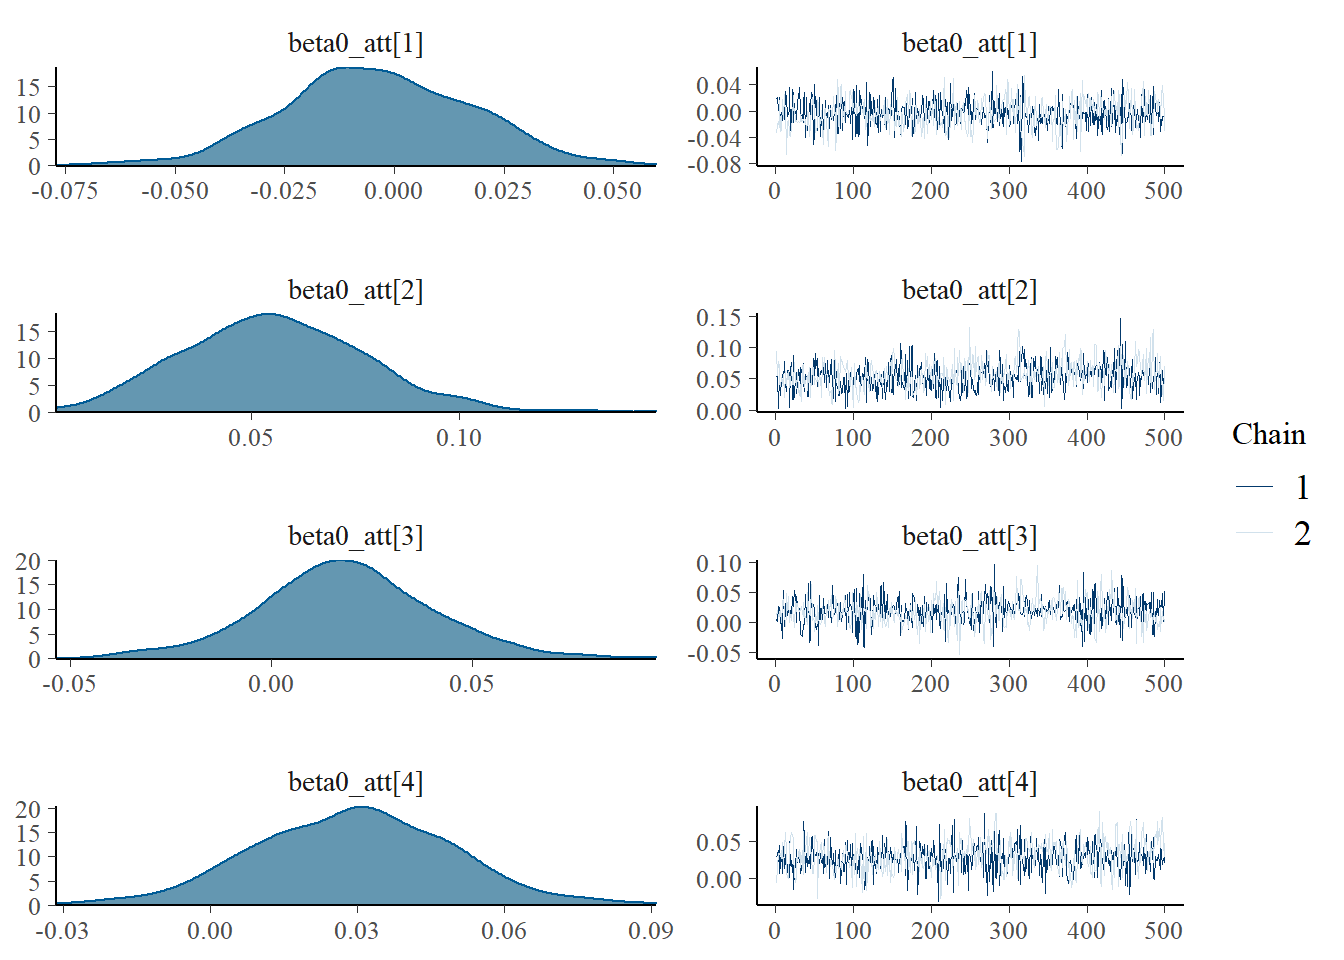 beta0_att[1] beta0_att[1]
15
10
5
0
-0.075 -0.050 -0.025 0.000 0.025 0.050
0.04
0.00
-0.04
-0.08
0 100 200 300 400 500
beta0_att[2] beta0_att[2]
15
10
5
0
0.05 0.10
0.15
0.10
0.05
0.00
0 100 200 300 400 500
Chain
1
2
beta0_att[3] beta0_att[3]
20
15
10
5
0
-0.05 0.00 0.05
0.10
0.05
0.00
-0.05
0 100 200 300 400 500
beta0_att[4] beta0_att[4]
20
15
10
5
0
-0.03 0.00 0.03 0.06 0.09
0.05
0.00
0 100 200 300 400 500